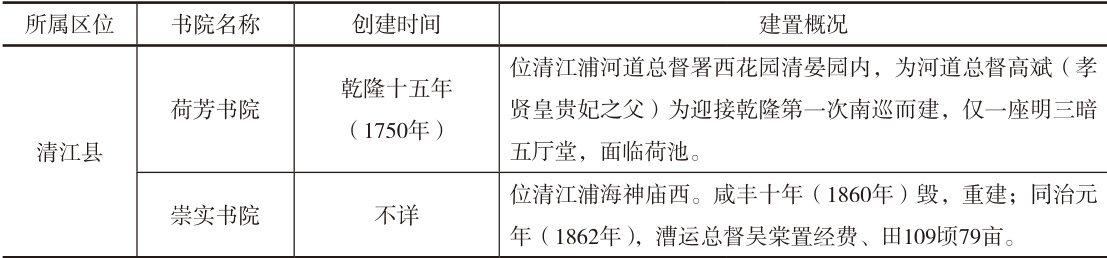 所属区位 书院名称 创建时间 建置概况
清江县
荷芳书院
乾隆十五年
（1750年）
位清江浦河道总督署西花园清晏园内，为河道总督高斌（孝
贤皇贵妃之父）为迎接乾隆第一次南巡而建，仅一座明三暗
五厅堂，面临荷池。
崇实书院
不详
位清江浦海神庙西。咸丰十年（1860年）毁，重建；同治元
年（1862年），漕运总督吴棠置经费、田109顷79亩。